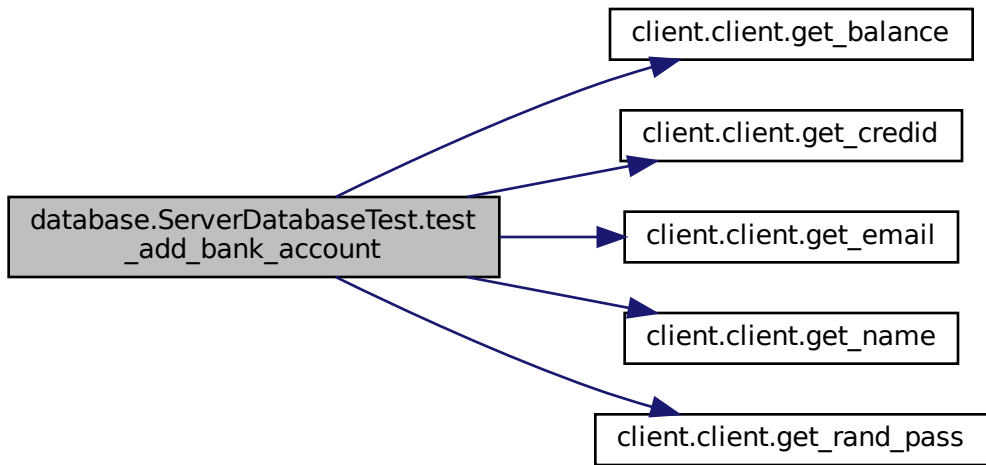 client.client.get_balance
client.client.get_credid
database.ServerDatabaseTest.test
_add_bank_account
client.client.get_email
client.client.get_name
client.client.get_rand_pass